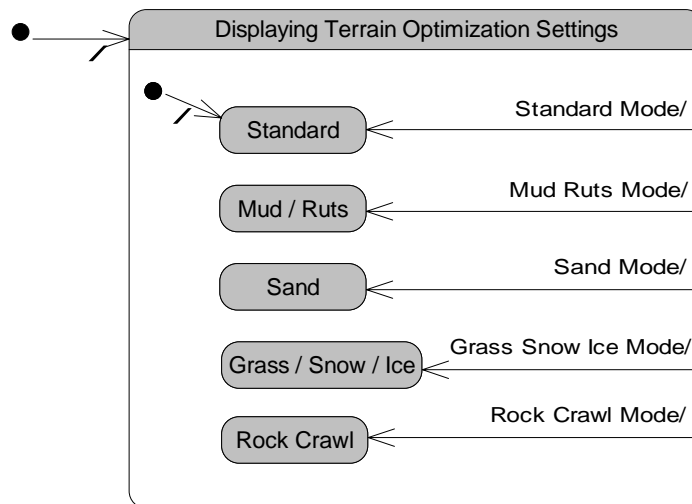 Displaying Terrain Optimization Settings
/
/
Standard
Standard Mode/
Mud / Ruts
Mud Ruts Mode/
Sand
Sand Mode/
Grass / Snow / Ice
Grass Snow Ice Mode/
Rock Crawl
Rock Crawl Mode/